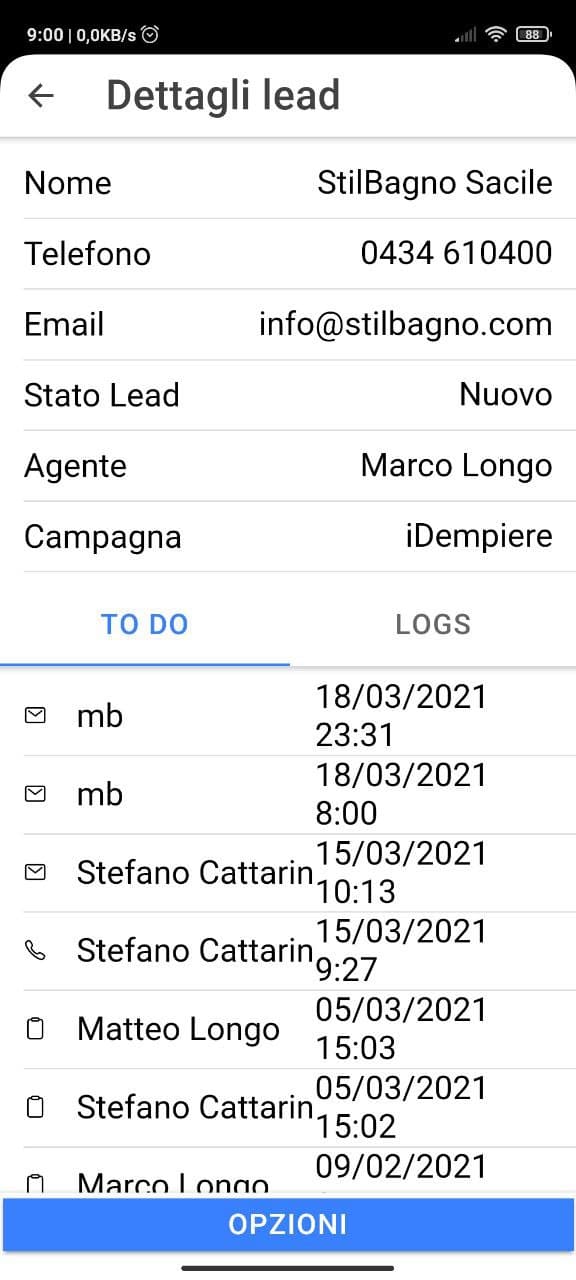 9:00 | 0,0KB/s 88
Dettagli lead
Nome StilBagno Sacile
Telefono 0434 610400
Email info@stilbagno.com
Stato Lead Nuovo
Agente Marco Longo
Campagna iDempiere
TO DO LOGS
mb 18/03/2021
23:31
mb 18/03/2021
8:00
Stefano Cattarin 15/03/2021
10:13
Stefano Cattarin 15/03/2021
9:27
Matteo Longo 05/03/2021
15:03
Stefano Cattarin 05/03/2021
15:02
Marco Longo 09/02/2021
OPZIONI